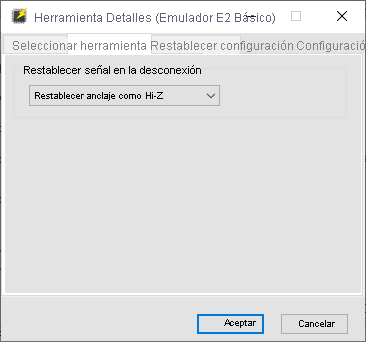 Herramienta Detalles (Emulador E2 Básico)
Seleccionar herramienta Restablecer configuración Configuració
Restablecer señal en la desconexión
Restablecer anclaje como Hi-Z
Aceptar Cancelar